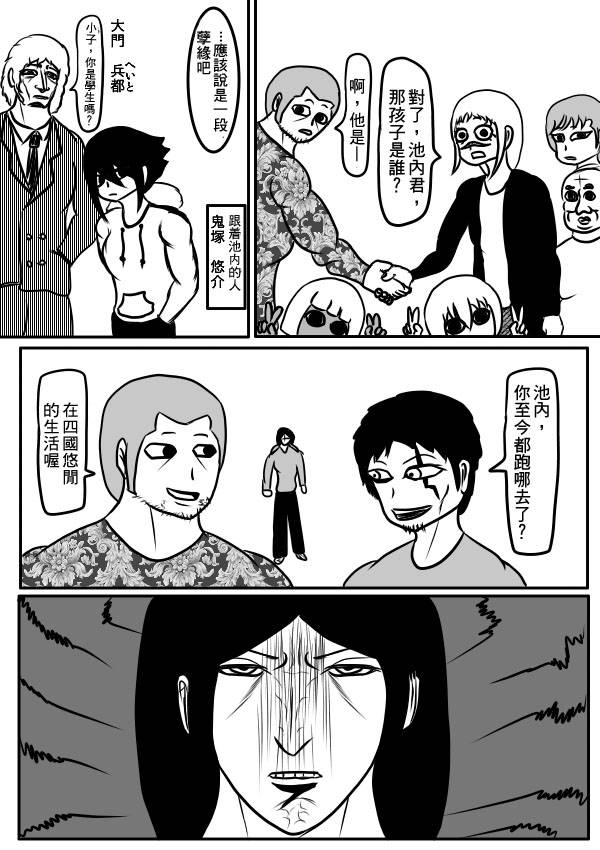 對了，池內君，
那孩子是誰？
啊，他是—
…應該說是一段
孽緣吧
跟着池内的人
鬼塚　悠介
大門　兵都
へいと
小子，你是學生嗎？
池內，
你至今都跑哪去了？
在四國悠閒
的生活喔